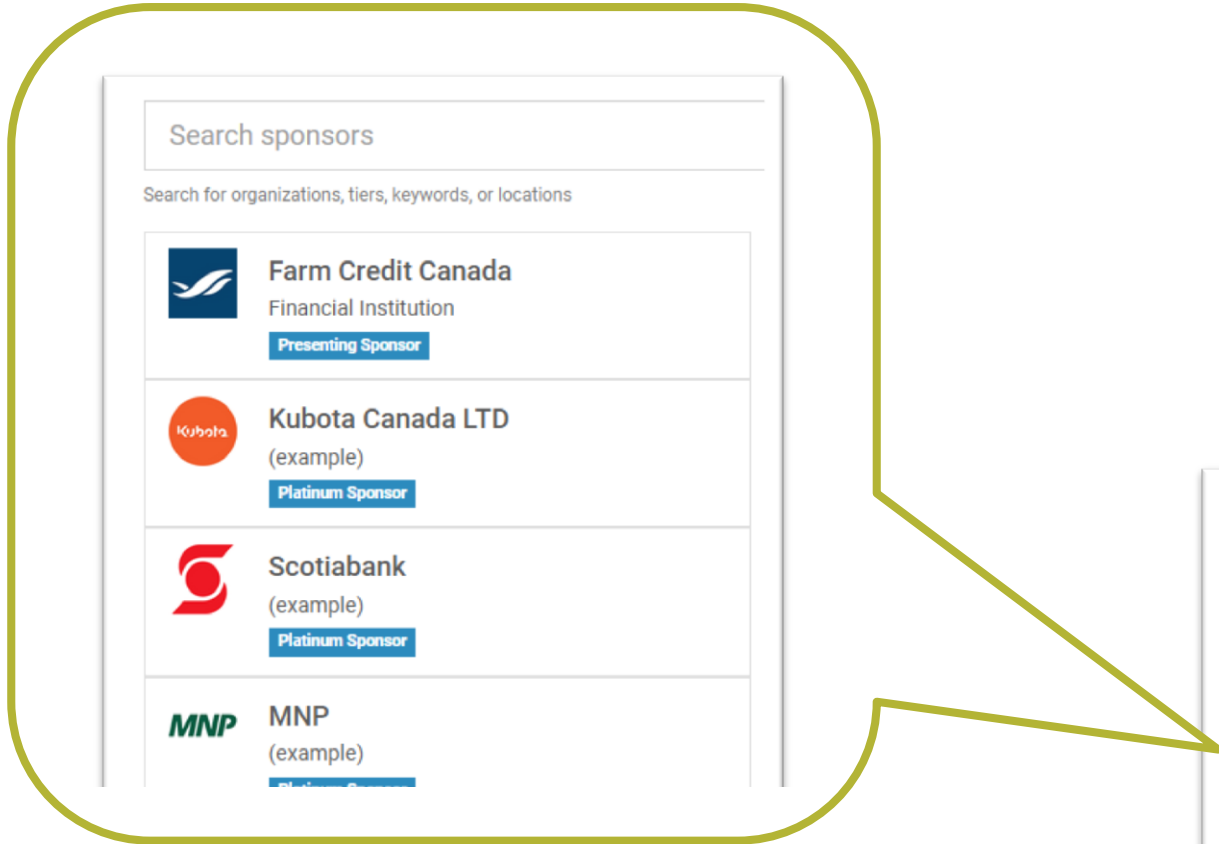 Search sponsors
Search for organizations, tiers, keywords, or locations
Farm Credit Canada
Financial Institution
Presenting Sponsor
Kubota
Kubota Canada LTD
(example)
Platinum Sponsor
Scotiabank
(example)
Platinum Sponsor
MNP
MNP
(example)